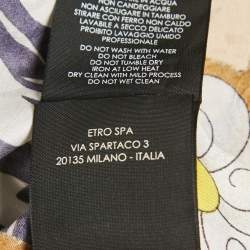 NON CANDEGGIARE
NON ASCIUGARE IN TAMBURO
STIRARE CON FERRO NON CALDO
LAVABILE A SECCO DELICATO
PROIBITO LAVAGGIO UMIDO
PROFESSIONALE
DO NOT WASH WITH WATER
DO NOT BLEACH
DO NOT TUMBLE DRY
IRON AT LOW HEAT
DRY CLEAN WITH MILD PROCESS
DO NOT WET CLEAN
ETRO SPA
VIA SPARTACO 3
20135 MILANO - ITALIA